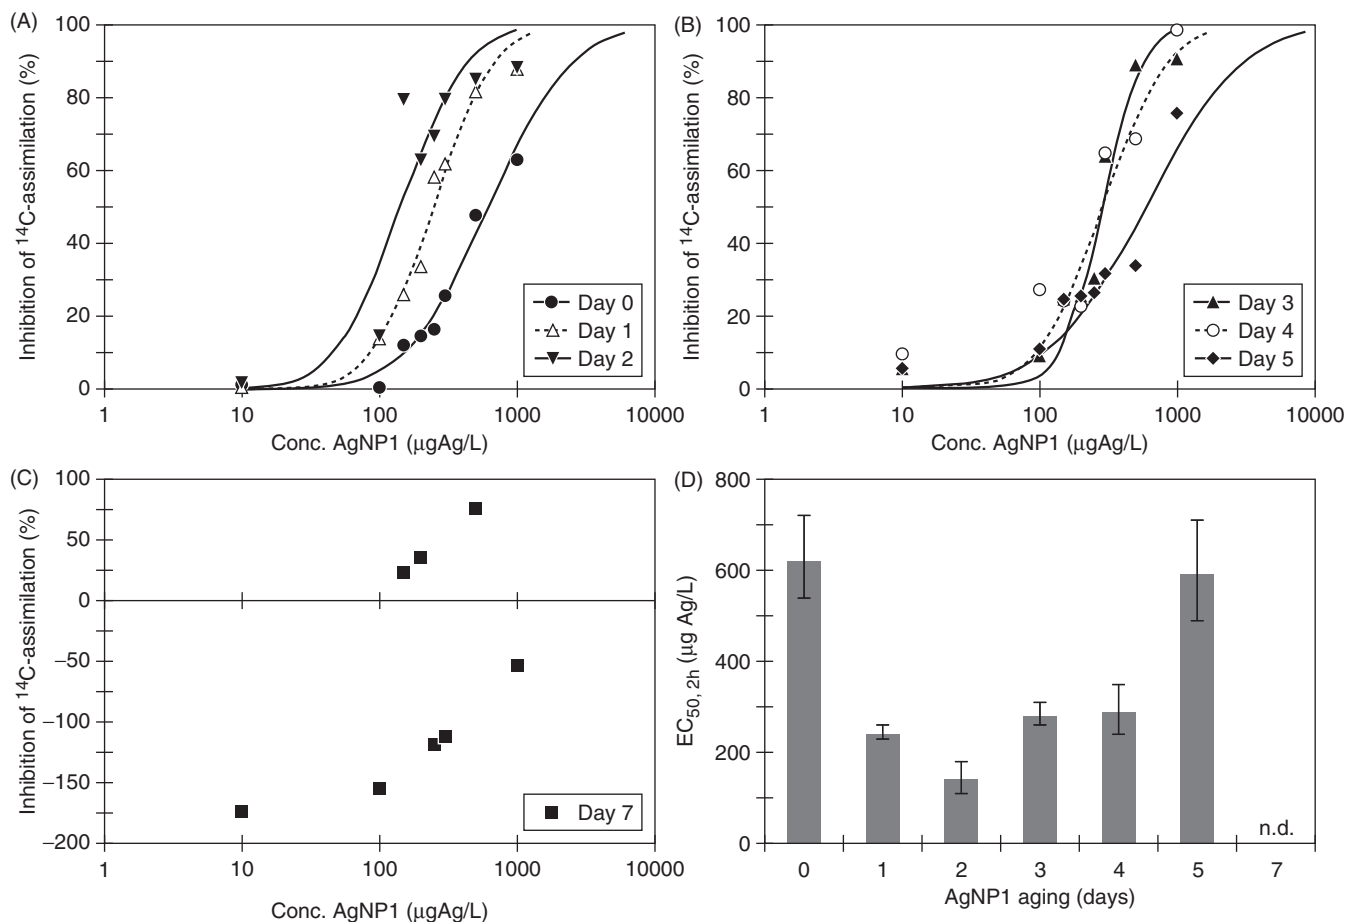 (A)
Inhibition of ¹⁴C-assimilation (%)
100
80
60
40
20
0
1
10
100
1000
10000
Conc. AgNP1 (µgAg/L)
Day 0
Day 1
Day 2
(B)
Inhibition of ¹⁴C-assimilation (%)
100
80
60
40
20
0
1
10
100
1000
10000
Conc. AgNP1 (µgAg/L)
Day 3
Day 4
Day 5
(C)
Inhibition of ¹⁴C-assimilation (%)
100
50
0
−50
−100
−150
−200
1
10
100
1000
10000
Conc. AgNP1 (µgAg/L)
Day 7
(D)
EC50, 2h (µg Ag/L)
800
600
400
200
0
n.d.
0
1
2
3
4
5
7
AgNP1 aging (days)